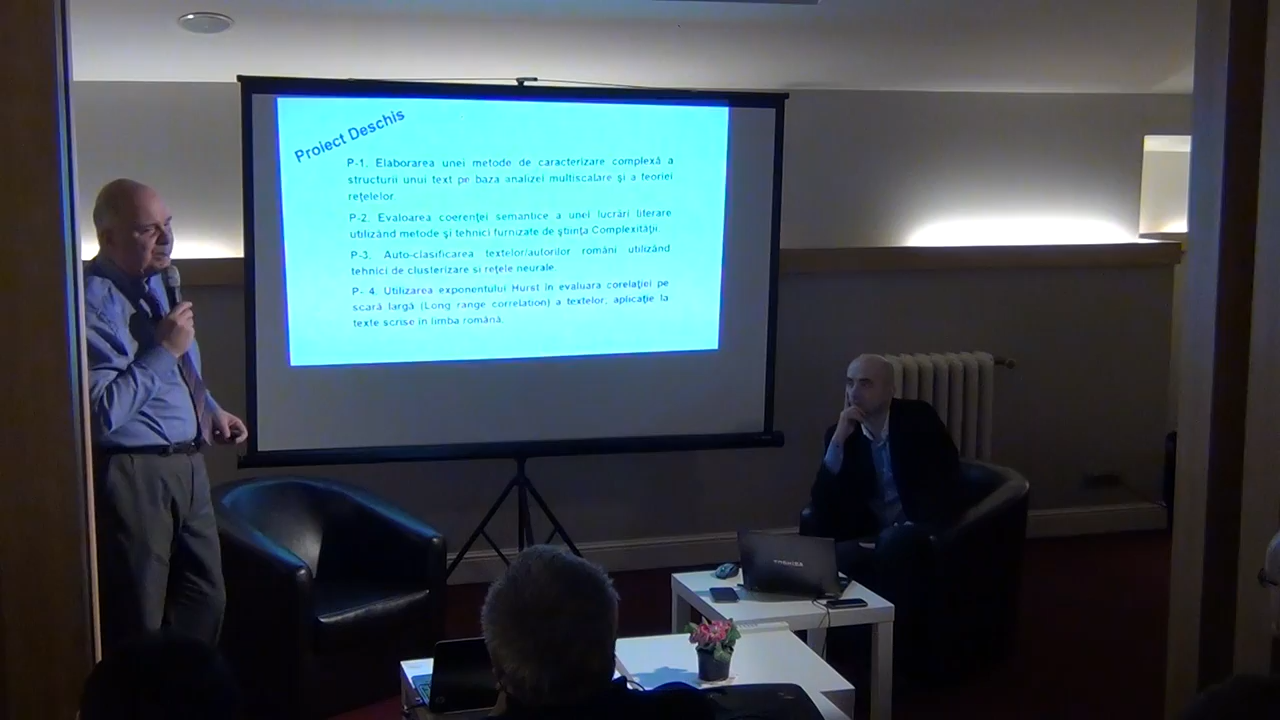 Proiect Deschis
P-1. Elaborarea unei metode de caracterizare complexă a
structurii unui text pe baza analizei multiscalare şi a teoriei
reţelelor
P-2. Evaloarea coerenţei semantice a unei lucrări literare
utilizând metode şi tehnici furnizate de ştiinţa Complexităţii.
P-3. Auto-clasificarea textelor/autorilor români utilizând
tehnici de clusterizare si reţele neurale.
P- 4. Utilizarea exponentului Hurst în evaluara corelaţiei pe
scară largă (Long range correlation) a textelor, aplicaţie la
texte scrise în limba română.
TOSHIBA